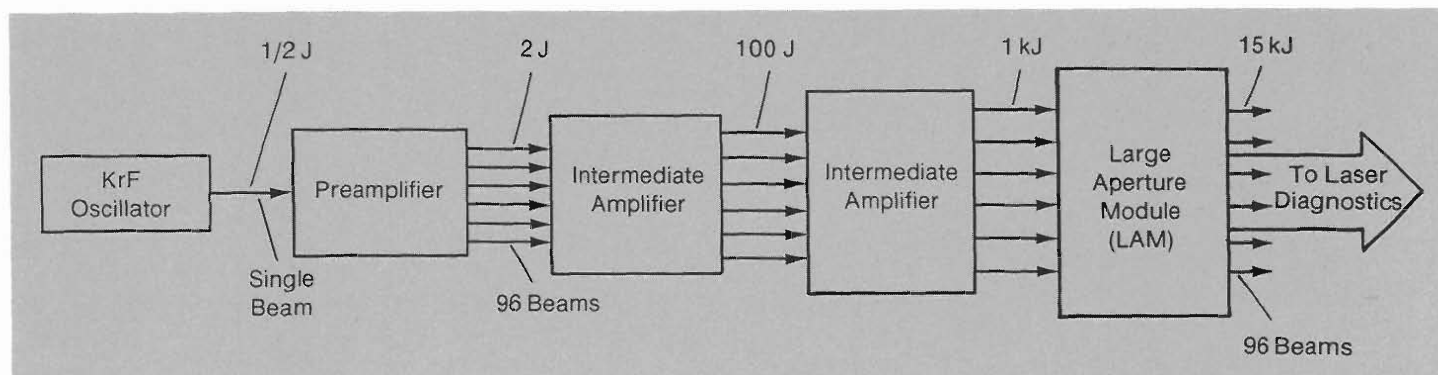 1/2 J
2 J
100 J
1 kJ
15 kJ
KrF
Oscillator
Preamplifier
Intermediate
Amplifier
Intermediate
Amplifier
Large
Aperture
Module
(LAM)
To Laser
Diagnostics
Single
Beam
96 Beams
96 Beams